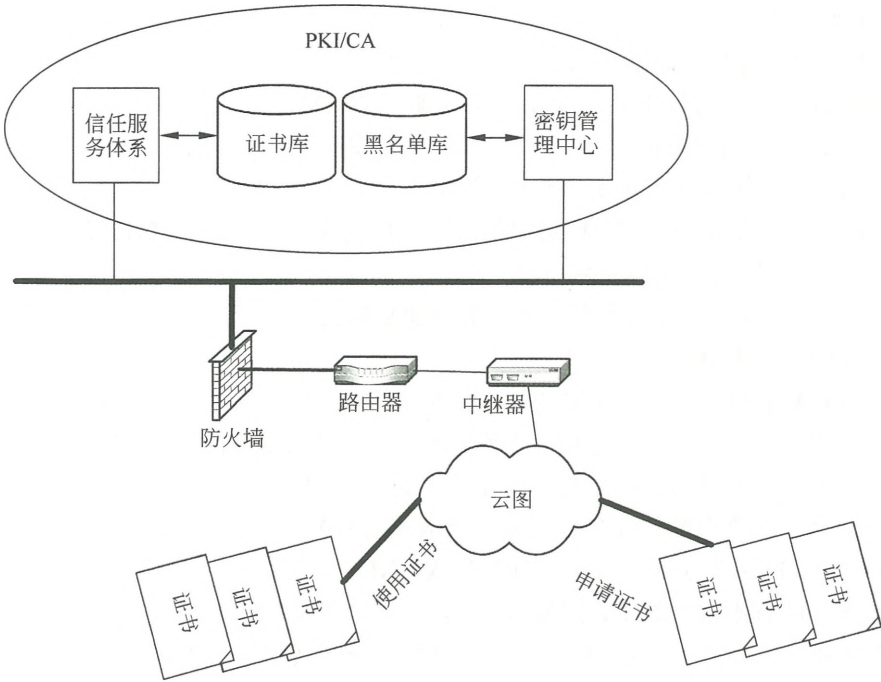 PKI/CA
信任服
务体系
证书库
黑名单库
密钥管
理中心
防火墙
路由器
中继器
云图
使用证书
申请证书
证书
证书
证书
证书
证书
证书